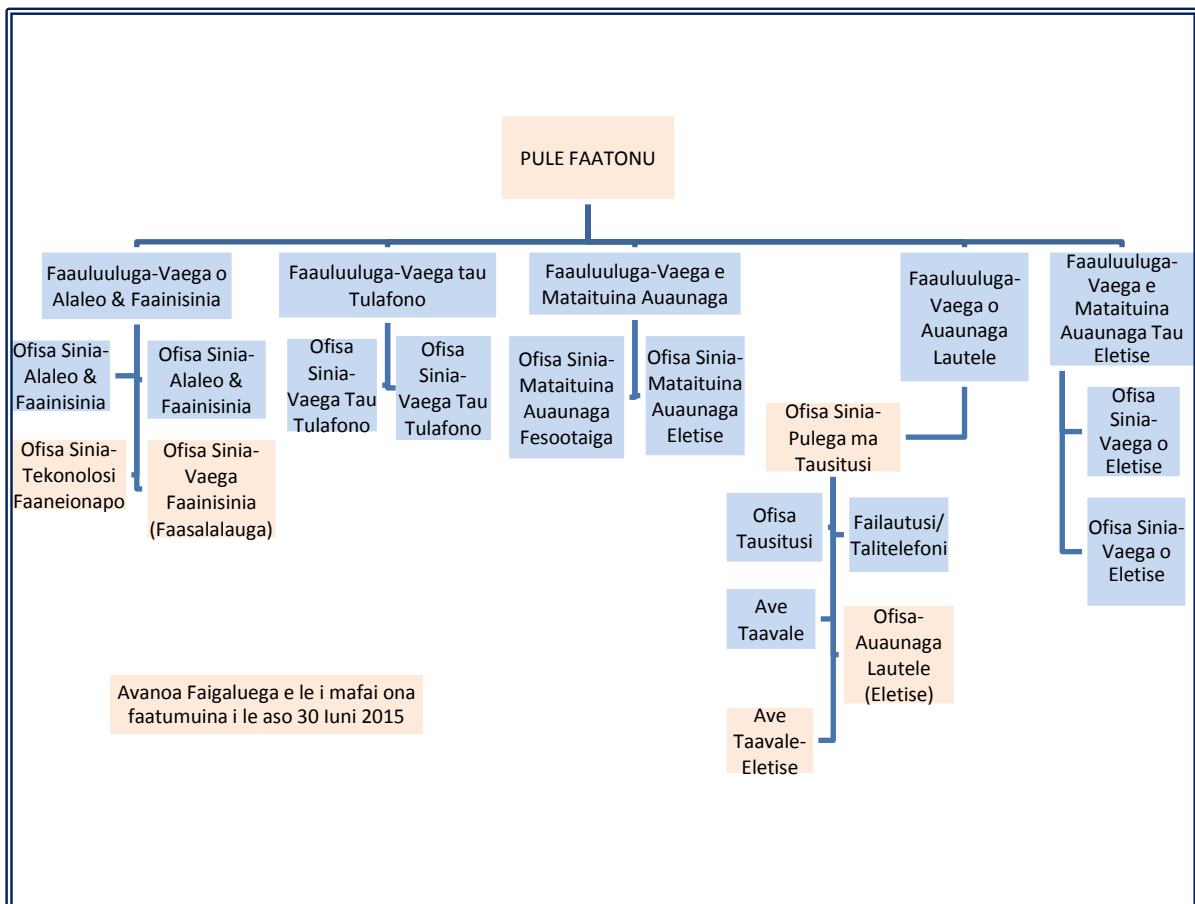 PULE FAATONU
Faauluuluga-Vaega o
Alaleo & Faainisinia
Faauluuluga-Vaega tau
Tulafono
Faauluuluga-Vaega e
Mataituina Auaunaga
Faauluuluga-
Vaega o
Auaunaga
Lautele
Faauluuluga-
Vaega e
Mataituina
Auaunaga Tau
Eletise
Ofisa Sinia-
Alaleo &
Faainisinia
Ofisa Sinia-
Alaleo &
Faainisinia
Ofisa Sinia-
Tekonolosi
Faaneionapo
Ofisa Sinia-
Vaega
Faainisinia
(Faasalalauga)
Ofisa
Sinia-
Vaega Tau
Tulafono
Ofisa
Sinia-
Vaega Tau
Tulafono
Ofisa Sinia-
Mataituina
Auaunaga
Fesootaiga
Ofisa Sinia-
Mataituina
Auaunaga
Eletise
Ofisa Sinia-
Pulega ma
Tausitusi
Ofisa
Tausitusi
Failautusi/
Talitelefoni
Ave
Taavale
Ofisa-
Auaunaga
Lautele
(Eletise)
Ave
Taavale-
Eletise
Ofisa
Sinia-
Vaega o
Eletise
Ofisa Sinia-
Vaega o
Eletise
Avanoa Faigaluega e le i mafai ona
faatumuina i le aso 30 Iuni 2015